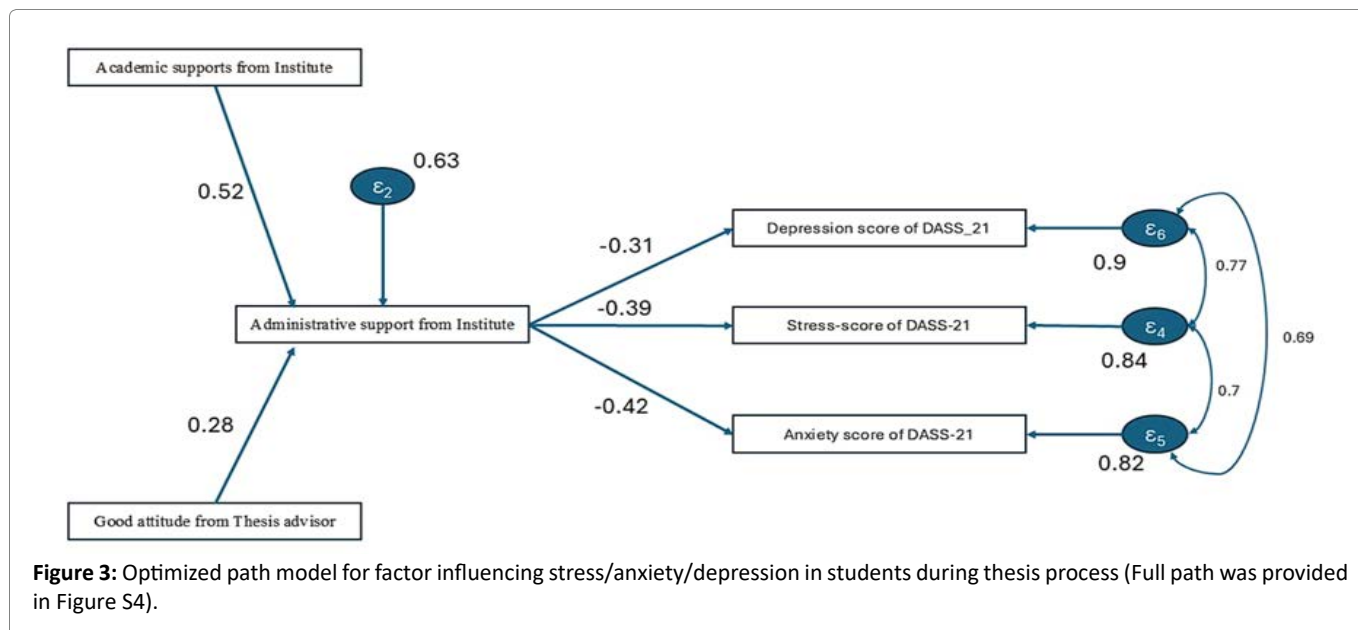 Academic supports from Institute
0.63
ε2
0.52
Depression score of DASS_21
ε6
-0.31
0.9
0.77
Administrative support from Institute
-0.39
Stress-score of DASS-21
ε4
0.69
0.84
0.7
-0.42
0.28
Anxiety score of DASS-21
ε5
0.82
Good attitude from Thesis advisor
Figure 3: Optimized path model for factor influencing stress/anxiety/depression in students during thesis process (Full path was provided
in Figure S4).